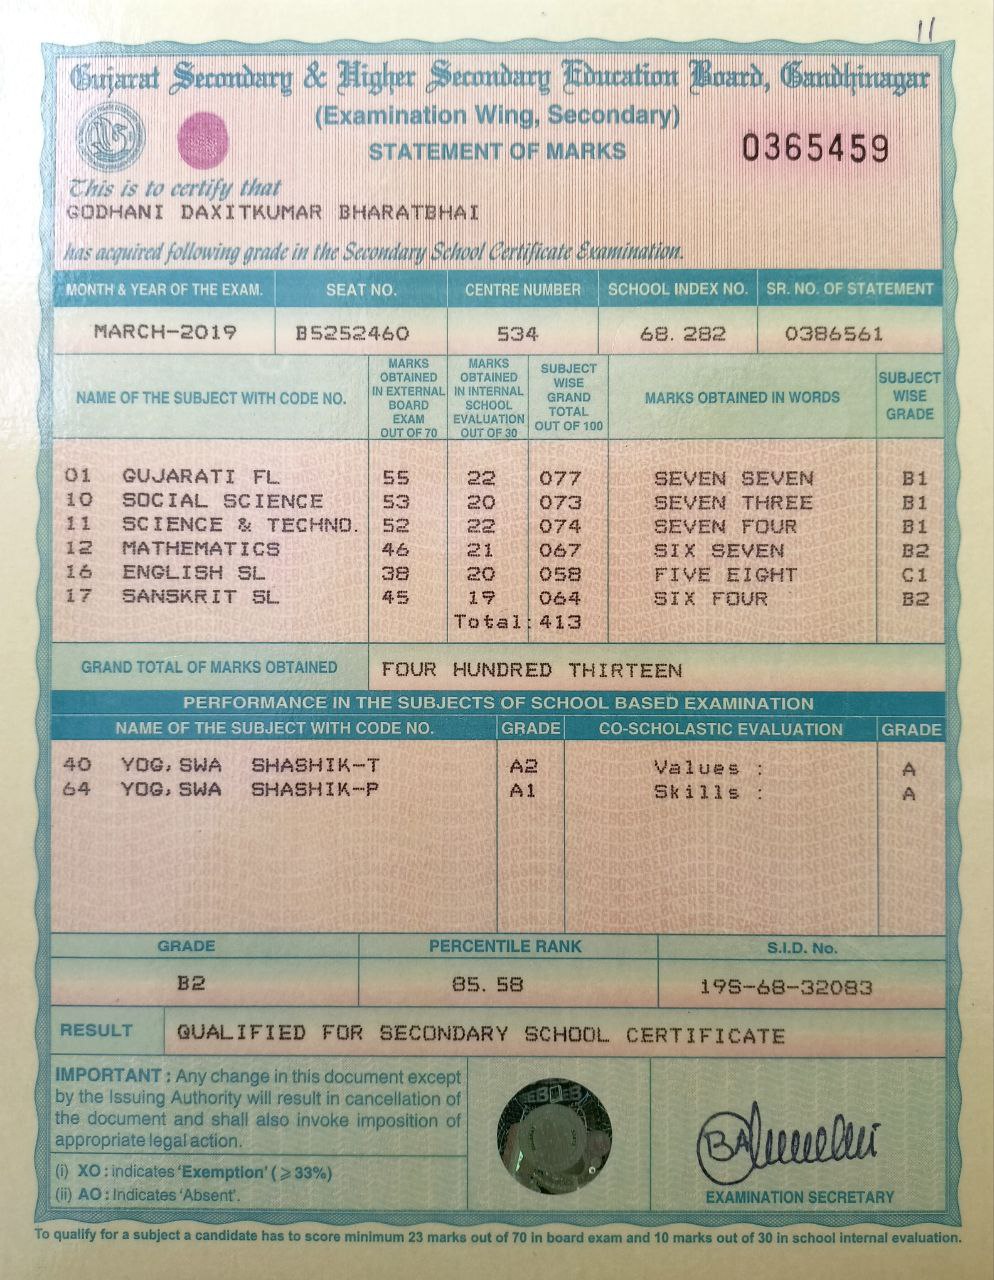 11
Gujarat Secondary & Higher Secondary Education Board, Gandhinagar
(Examination Wing, Secondary)
STATEMENT OF MARKS
0365459
This is to certify that
GODHANI DAXITKUMAR BHARATBHAI
has acquired following grade in the Secondary School Certificate Examination.
MONTH & YEAR OF THE EXAM. SEAT NO. CENTRE NUMBER SCHOOL INDEX NO. SR. NO. OF STATEMENT
MARCH-2019 B5252460 534 68.282 0386561
NAME OF THE SUBJECT WITH CODE NO. MARKS OBTAINED IN EXTERNAL BOARD EXAM OUT OF 70 MARKS OBTAINED IN INTERNAL SCHOOL EVALUATION OUT OF 30 SUBJECT WISE GRAND TOTAL OUT OF 100 MARKS OBTAINED IN WORDS SUBJECT WISE GRADE
01 GUJARATI FL 55 22 077 SEVEN SEVEN B1
10 SOCIAL SCIENCE 53 20 073 SEVEN THREE B1
11 SCIENCE & TECHNO. 52 22 074 SEVEN FOUR B1
12 MATHEMATICS 46 21 067 SIX SEVEN B2
16 ENGLISH SL 38 20 058 FIVE EIGHT C1
17 SANSKRIT SL 45 19 064 SIX FOUR B2
Total:413
GRAND TOTAL OF MARKS OBTAINED FOUR HUNDRED THIRTEEN
PERFORMANCE IN THE SUBJECTS OF SCHOOL BASED EXAMINATION
NAME OF THE SUBJECT WITH CODE NO. GRADE CO-SCHOLASTIC EVALUATION GRADE
40 YOG,SWA SHASHIK-T A2 Values : A
64 YOG,SWA SHASHIK-P A1 Skills : A
GRADE PERCENTILE RANK S.I.D. No.
B2 85.58 19S-68-32083
RESULT QUALIFIED FOR SECONDARY SCHOOL CERTIFICATE
IMPORTANT : Any change in this document except
by the Issuing Authority will result in cancellation of
the document and shall also invoke imposition of
appropriate legal action.
(i) XO : indicates 'Exemption' ( ⩾ 33%)
(ii) AO : Indicates 'Absent'.
EXAMINATION SECRETARY
To qualify for a subject a candidate has to score minimum 23 marks out of 70 in board exam and 10 marks out of 30 in school internal evaluation.